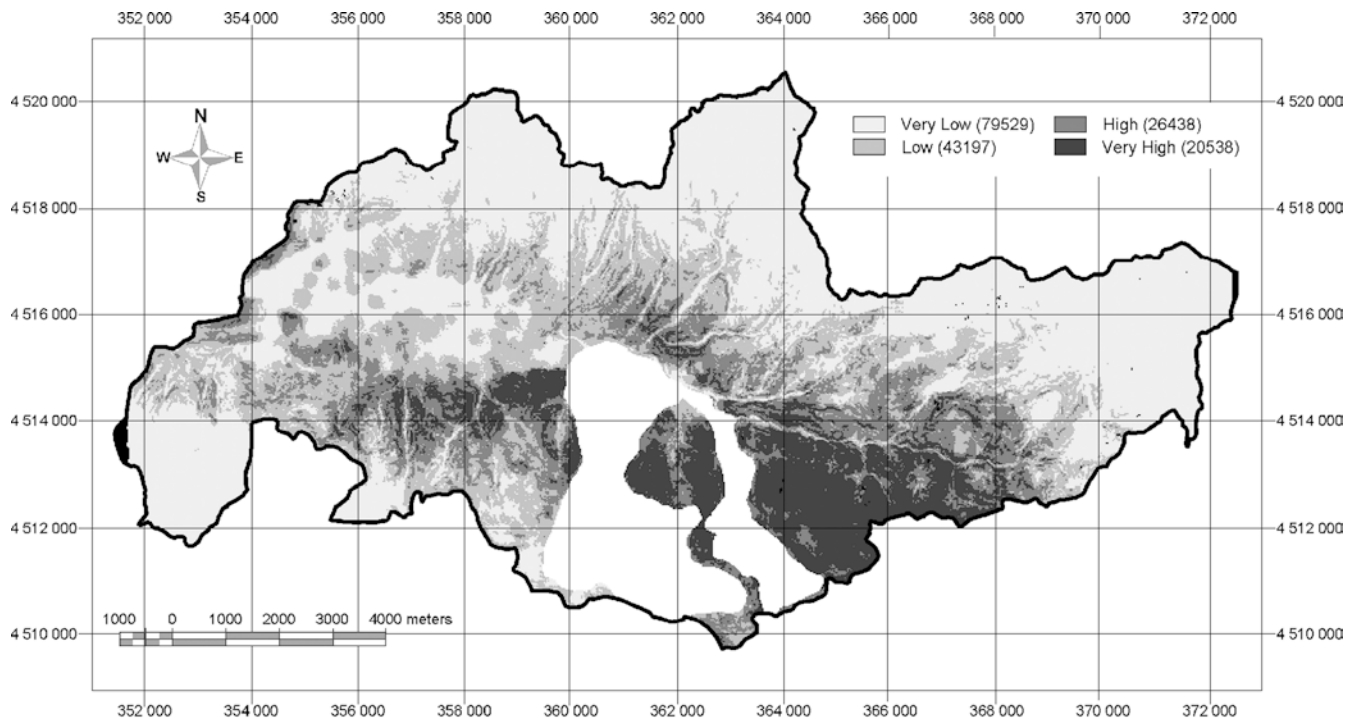 352 000 354 000 356 000 358 000 360 000 362 000 364 000 366 000 368 000 370 000 372 000
4 520 000 4 520 000
N
W E
S
Very Low (79529) High (26438)
Low (43197) Very High (20538)
4 518 000 4 518 000
4 516 000 4 516 000
4 514 000 4 514 000
4 512 000 4 512 000
1000 0 1000 2000 3000 4000 meters
4 510 000 4 510 000
352 000 354 000 356 000 358 000 360 000 362 000 364 000 366 000 368 000 370 000 372 000